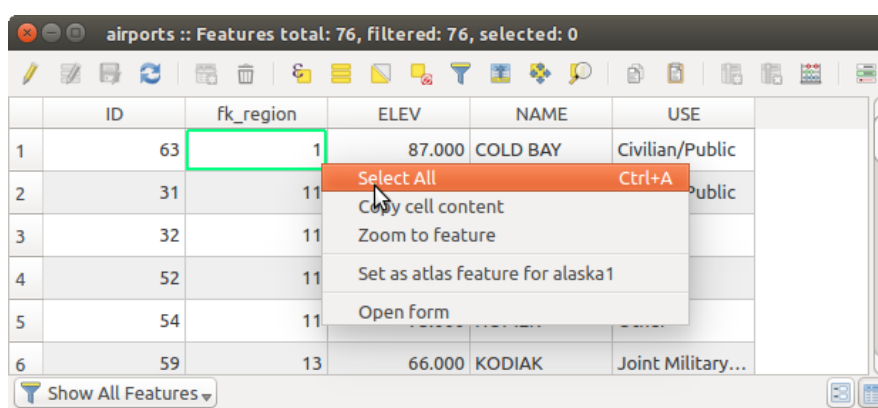 airports :: Features total: 76, filtered: 76, selected: 0
ID fk_region ELEV NAME USE
1 63 1 87.000 COLD BAY Civilian/Public
Select All Ctrl+A
2 31 11 Public
Copy cell content
3 32 11 Zoom to feature
4 52 11 Set as atlas feature for alaska1
5 54 11 Open form
6 59 13 66.000 KODIAK Joint Military...
Show All Features